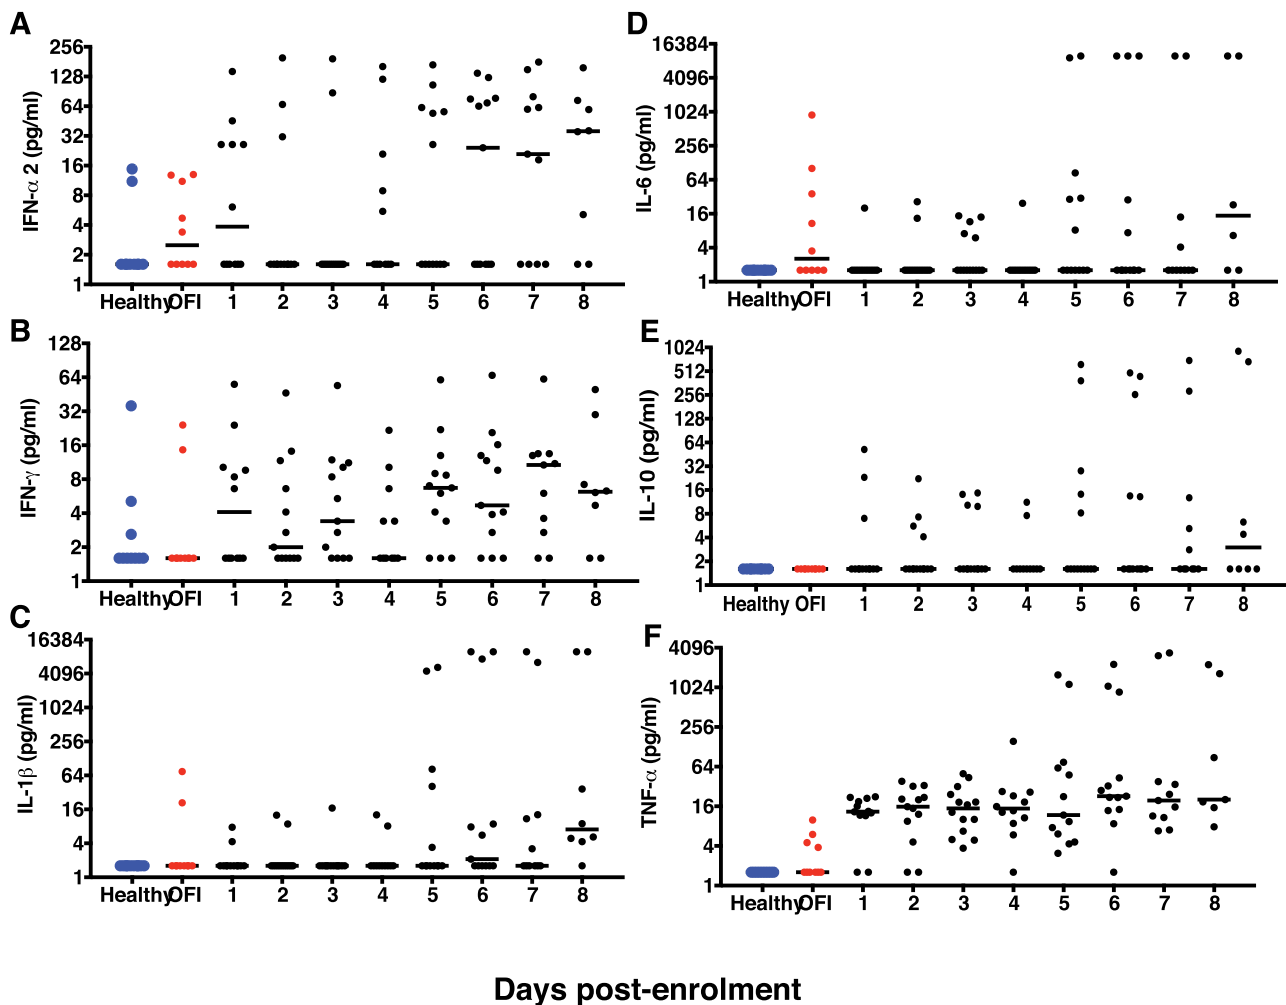 A
IFN-α 2 (pg/ml)
256
128
64
32
16
8
4
2
1
Healthy OFI 1 2 3 4 5 6 7 8
B
IFN-γ (pg/ml)
128
64
32
16
8
4
2
1
Healthy OFI 1 2 3 4 5 6 7 8
C
IL-1β (pg/ml)
16384
4096
1024
256
64
16
4
1
Healthy OFI 1 2 3 4 5 6 7 8
D
IL-6 (pg/ml)
16384
4096
1024
256
64
16
4
1
Healthy OFI 1 2 3 4 5 6 7 8
E
IL-10 (pg/ml)
1024
512
256
128
64
32
16
8
4
2
1
Healthy OFI 1 2 3 4 5 6 7 8
F
TNF-α (pg/ml)
4096
1024
256
64
16
4
1
Healthy OFI 1 2 3 4 5 6 7 8
Days post-enrolment